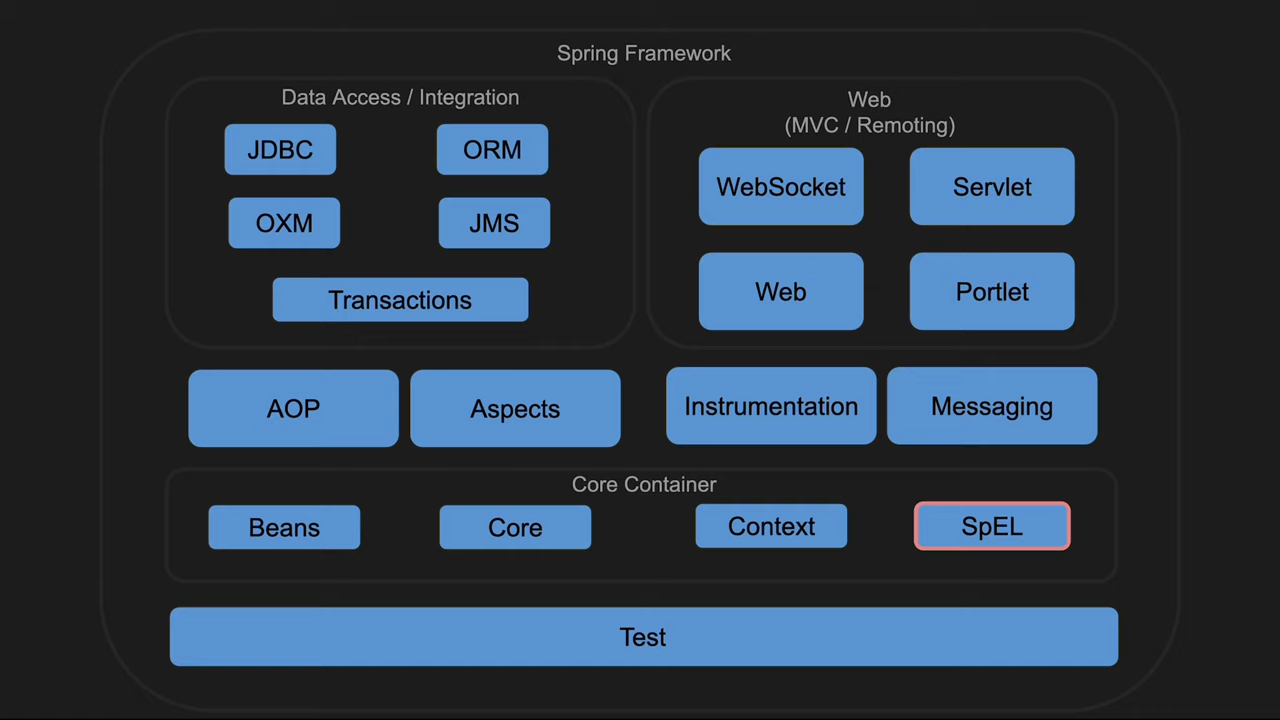 Spring Framework
Data Access / Integration
JDBC
ORM
OXM
JMS
Transactions
Web
(MVC / Remoting)
WebSocket
Servlet
Web
Portlet
AOP
Aspects
Instrumentation
Messaging
Core Container
Beans
Core
Context
SpEL
Test